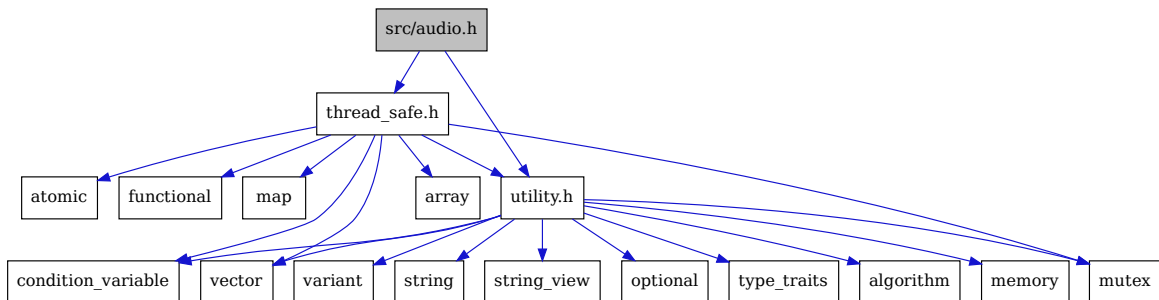 src/audio.h
thread_safe.h
atomic
functional
map
array
utility.h
condition_variable
vector
variant
string
string_view
optional
type_traits
algorithm
memory
mutex